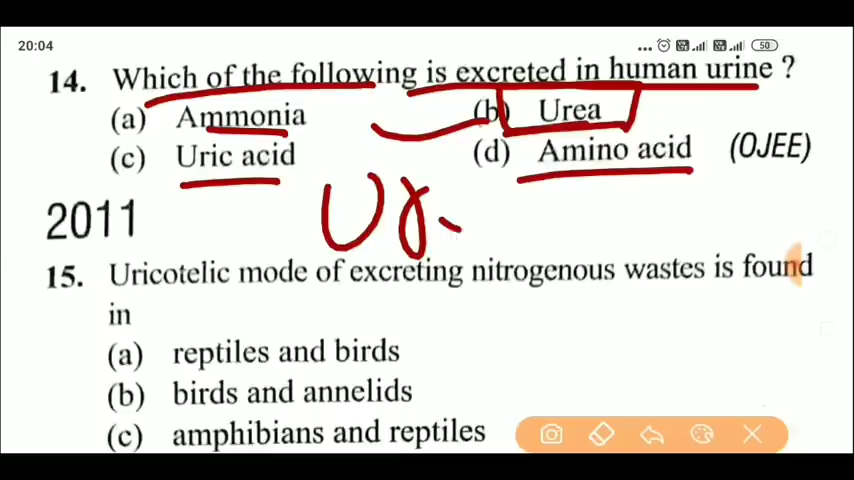 20:04
50
14. Which of the following is excreted in human urine ?
(a) Ammonia (b) Urea
(c) Uric acid (d) Amino acid (OJEE)
Ur
2011
15. Uricotelic mode of excreting nitrogenous wastes is found
in
(a) reptiles and birds
(b) birds and annelids
(c) amphibians and reptiles